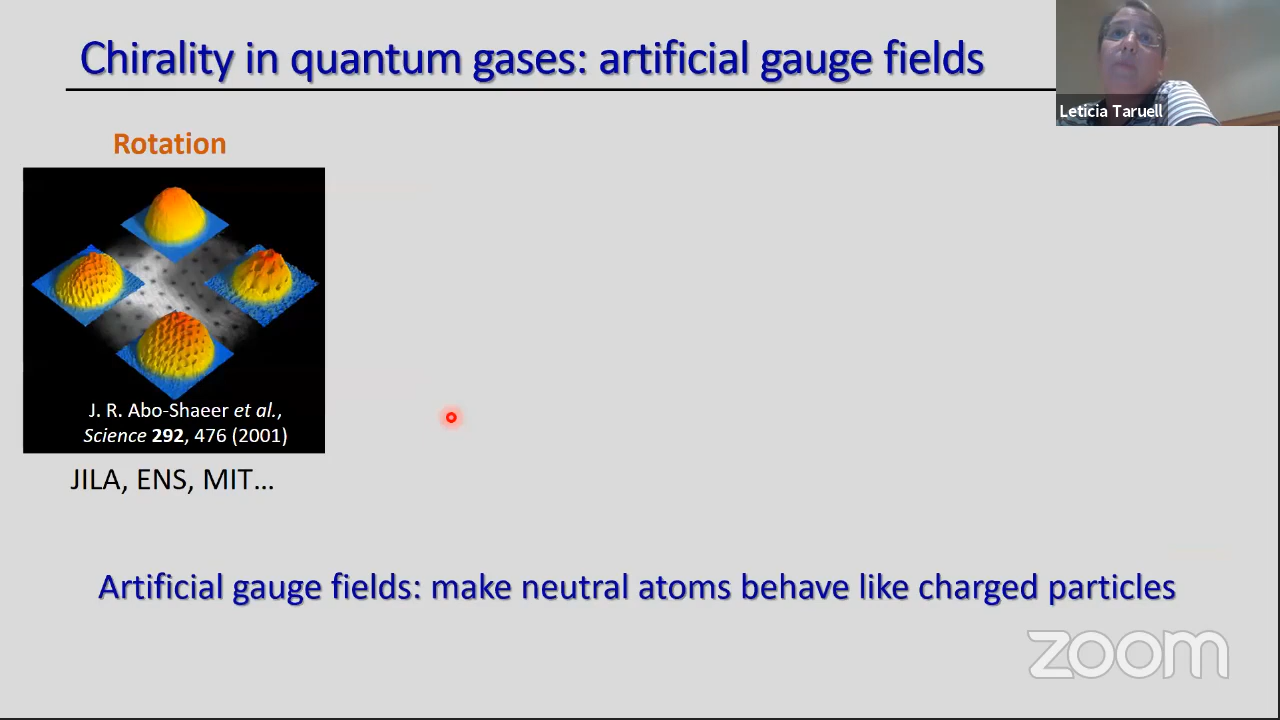 Chirality in quantum gases: artificial gauge fields
Leticia Taruell
Rotation
J. R. Abo-Shaeer et al.,
Science 292, 476 (2001)
JILA, ENS, MIT...
Artificial gauge fields: make neutral atoms behave like charged particles
zoom